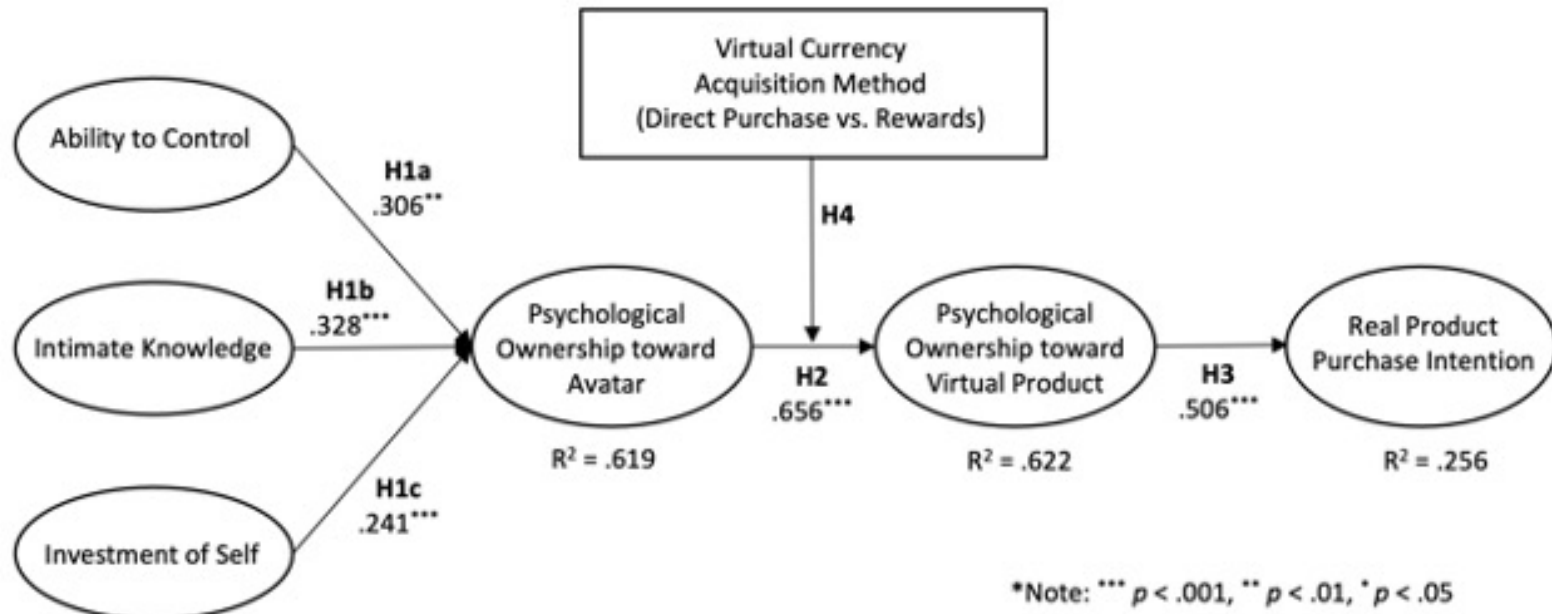 Virtual Currency
Acquisition Method
(Direct Purchase vs. Rewards)
Ability to Control
H1a
.306**
H4
H1b
.328***
Intimate Knowledge
Psychological
Ownership toward
Avatar
H2
.656***
Psychological
Ownership toward
Virtual Product
H3
.506***
Real Product
Purchase Intention
R² = .619
R² = .622
R² = .256
H1c
.241***
Investment of Self
*Note: *** p < .001, ** p < .01, * p < .05